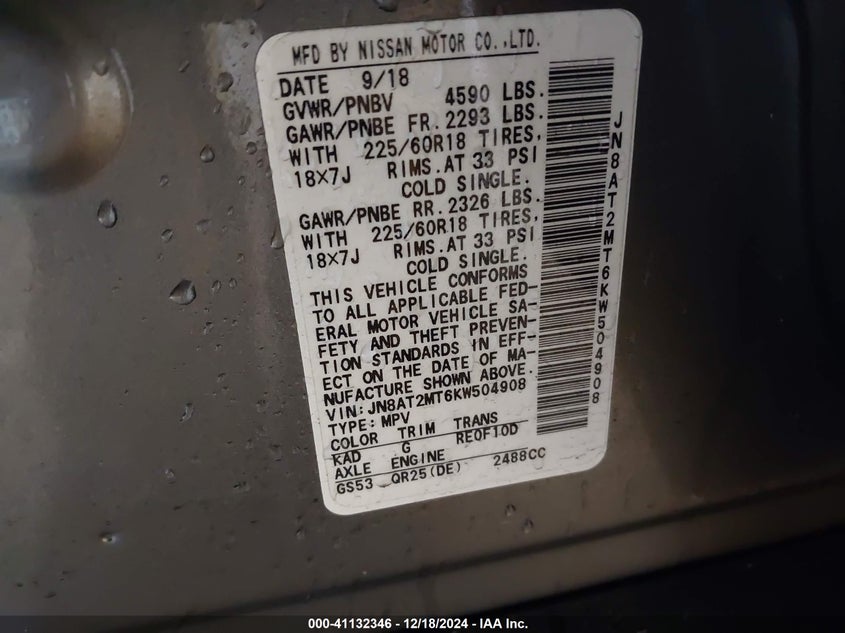 MFD BY NISSAN MOTOR CO.,LTD.
DATE 9/18
GVWR/PNBV 4590 LBS.
GAWR/PNBE FR. 2293 LBS.
WITH 225/60R18 TIRES,
18X7J RIMS. AT 33 PSI
COLD SINGLE.
GAWR/PNBE RR. 2326 LBS.
WITH 225/60R18 TIRES,
18X7J RIMS. AT 33 PSI
COLD SINGLE.
THIS VEHICLE CONFORMS
TO ALL APPLICABLE FED-
ERAL MOTOR VEHICLE SA-
FETY AND THEFT PREVEN-
TION STANDARDS IN EFF-
ECT ON THE DATE OF MA-
NUFACTURE SHOWN ABOVE.
VIN:JN8AT2MT6KW504908
TYPE:MPV
COLOR TRIM TRANS
KAD G RE0F10D
AXLE ENGINE
GS53 QR25(DE) 2488CC
JN8AT2MT6KW504908
000-41132346 - 12/18/2024 - IAA Inc.